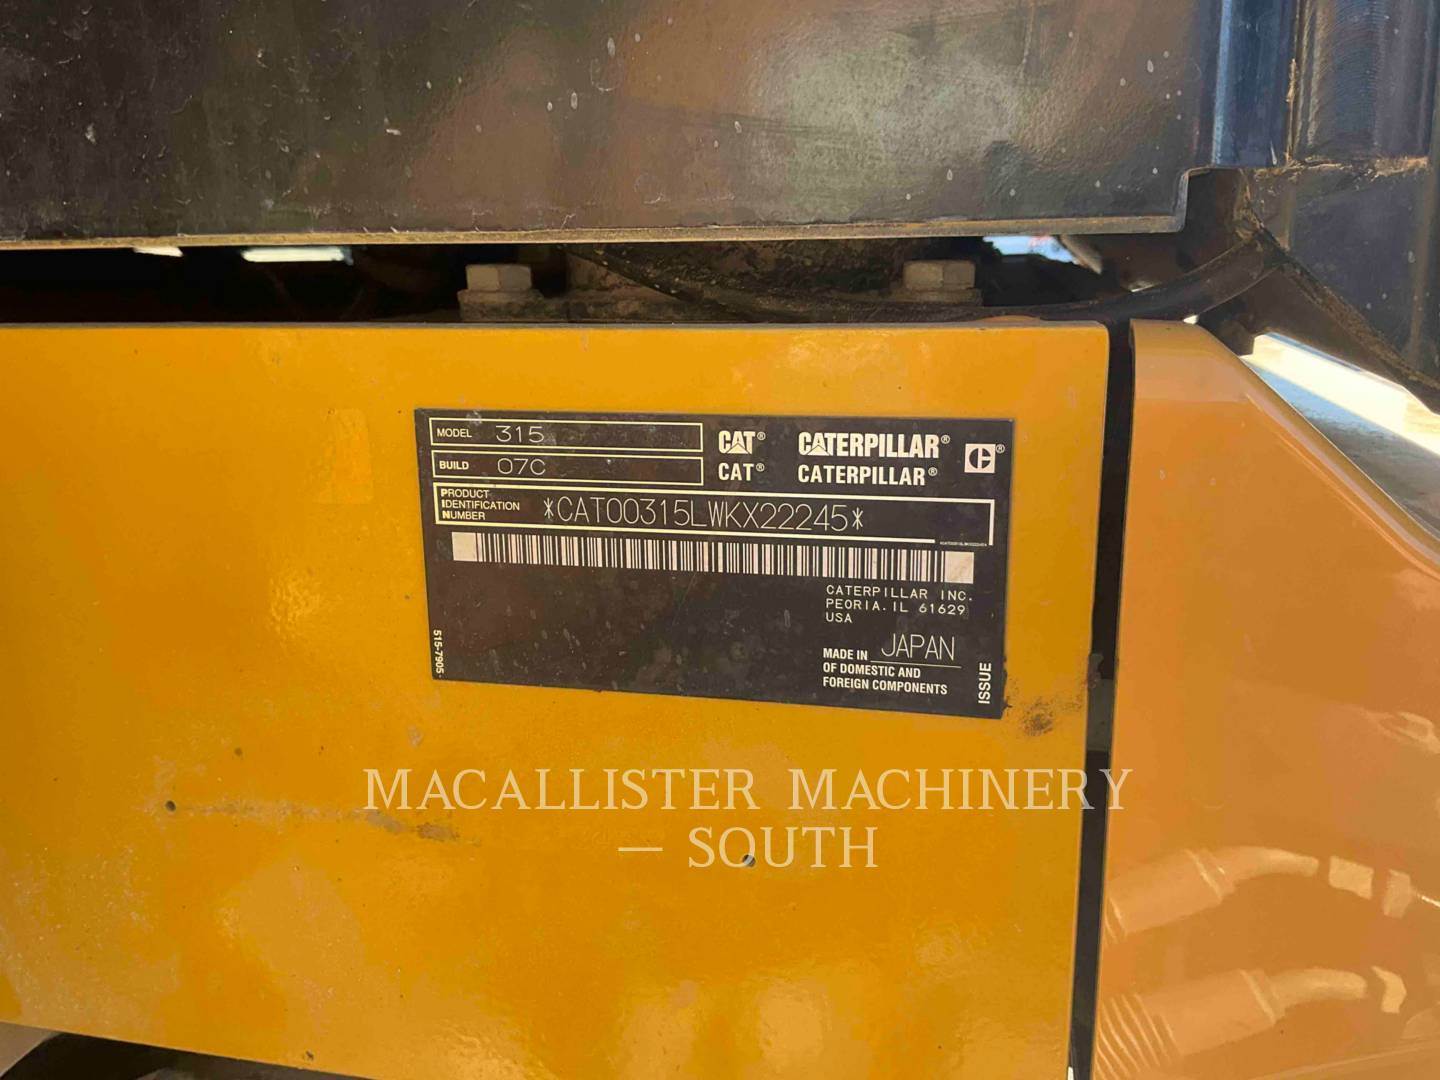 MODEL 315
BUILD 07C
CAT® CATERPILLAR® ®
CAT® CATERPILLAR®
PRODUCT
IDENTIFICATION
NUMBER
*CAT00315LWKX22245*
CATERPILLAR INC.
PEORIA. IL 61629
USA
MADE IN JAPAN
OF DOMESTIC AND
FOREIGN COMPONENTS
515-7905
ISSUE
MACALLISTER MACHINERY
— SOUTH